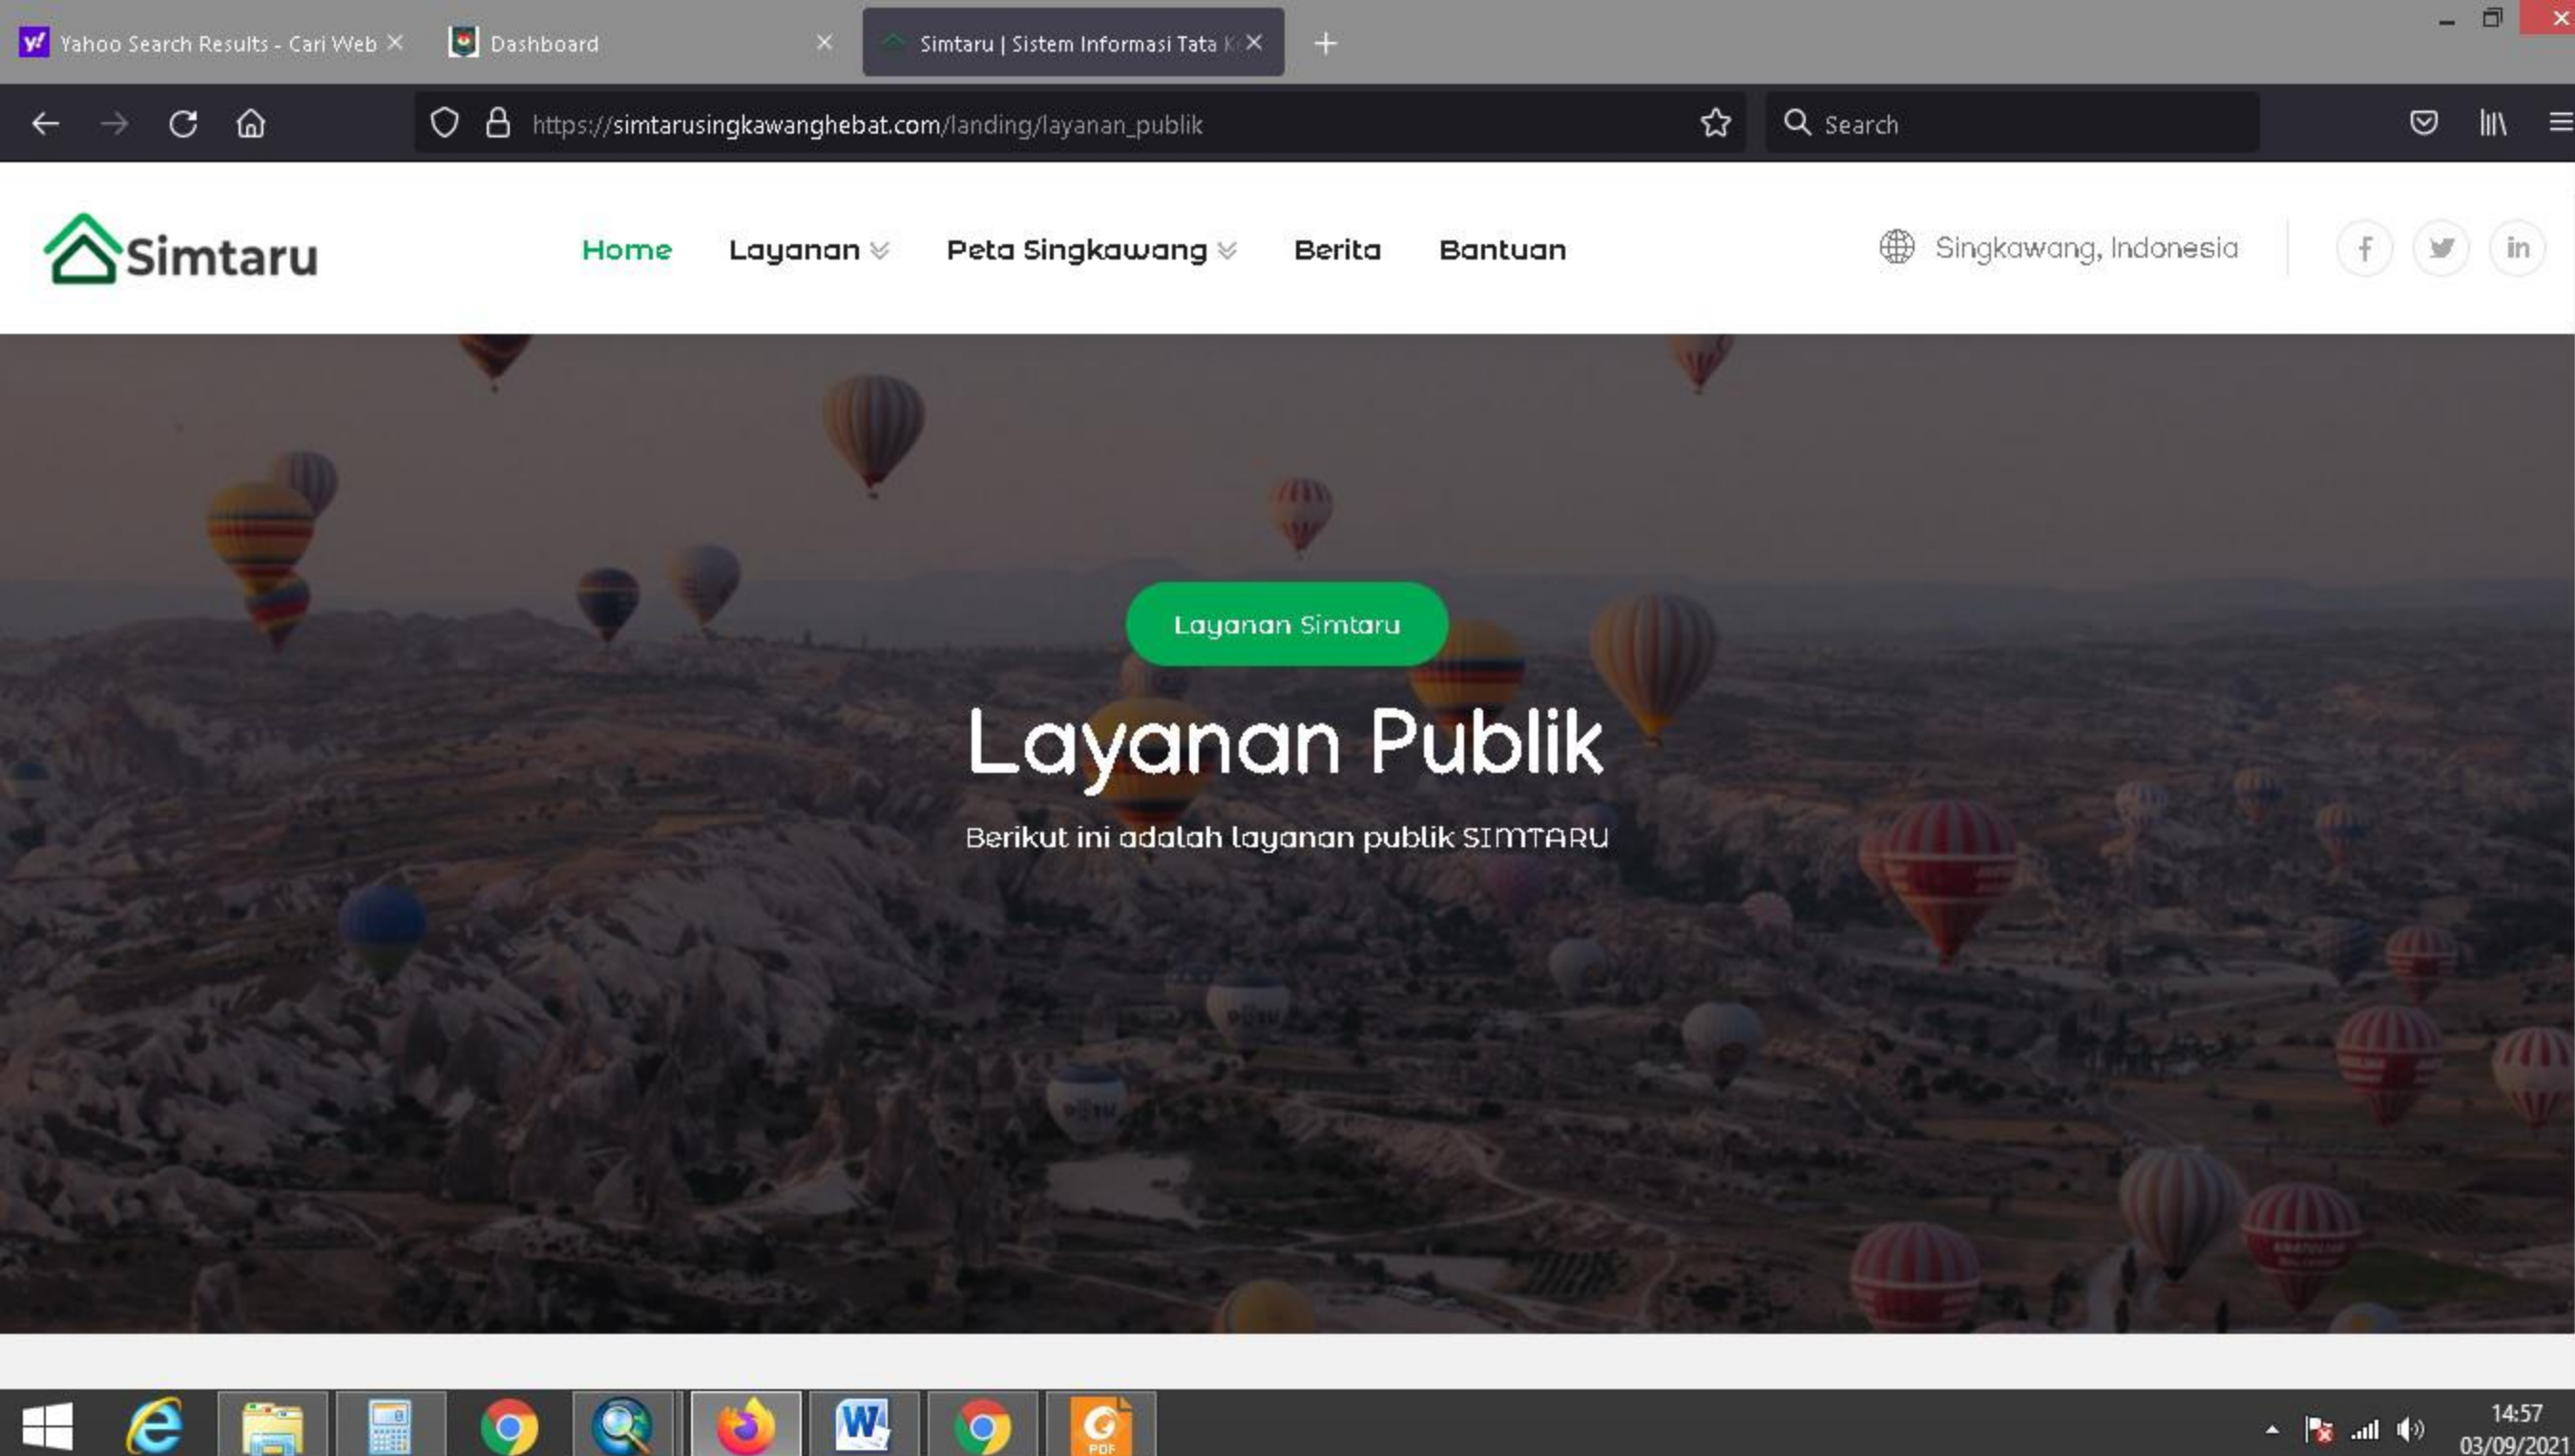 Yahoo Search Results - Cari Web
Dashboard
Simtaru | Sistem Informasi Tata
https://simtarusingkawanghebat.com/landing/layanan_publik
Search
Simtaru
Home
Layanan
Peta Singkawang
Berita
Bantuan
Singkawang, Indonesia
Layanan Simtaru
Layanan Publik
Berikut ini adalah layanan publik SIMTARU
PDF
14:57
03/09/2021